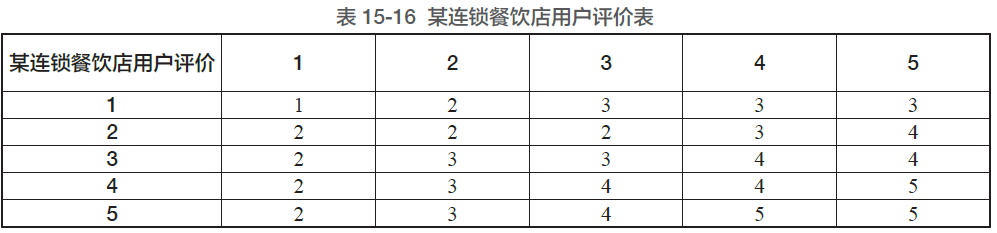 表 15-16 某连锁餐饮店用户评价表
某连锁餐饮店用户评价 1 2 3 4 5
1 1 2 3 3 3
2 2 2 2 3 4
3 2 3 3 4 4
4 2 3 4 4 5
5 2 3 4 5 5